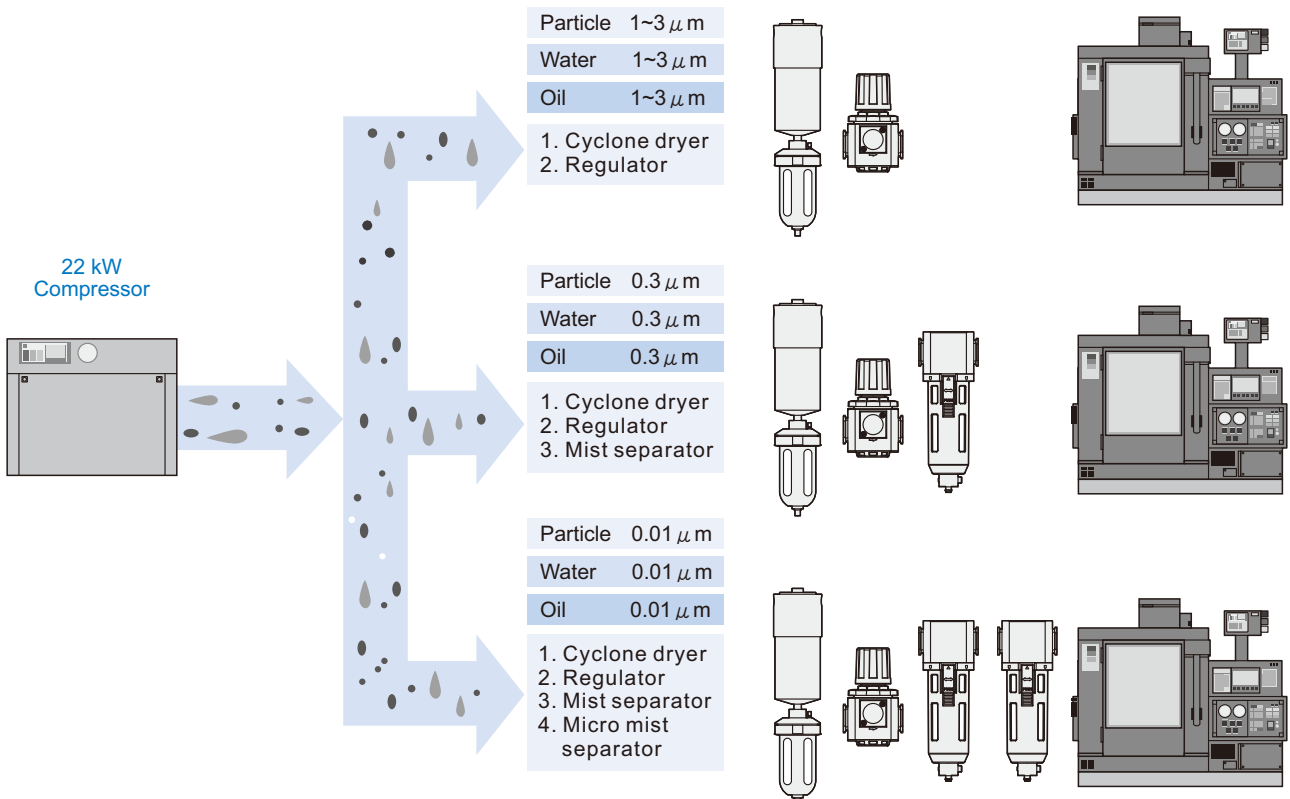 22 kW
Compressor
Particle 1~3 μm
Water 1~3 μm
Oil 1~3 μm
1. Cyclone dryer
2. Regulator
Particle 0.3 μm
Water 0.3 μm
Oil 0.3 μm
1. Cyclone dryer
2. Regulator
3. Mist separator
Particle 0.01 μm
Water 0.01 μm
Oil 0.01 μm
1. Cyclone dryer
2. Regulator
3. Mist separator
4. Micro mist
separator